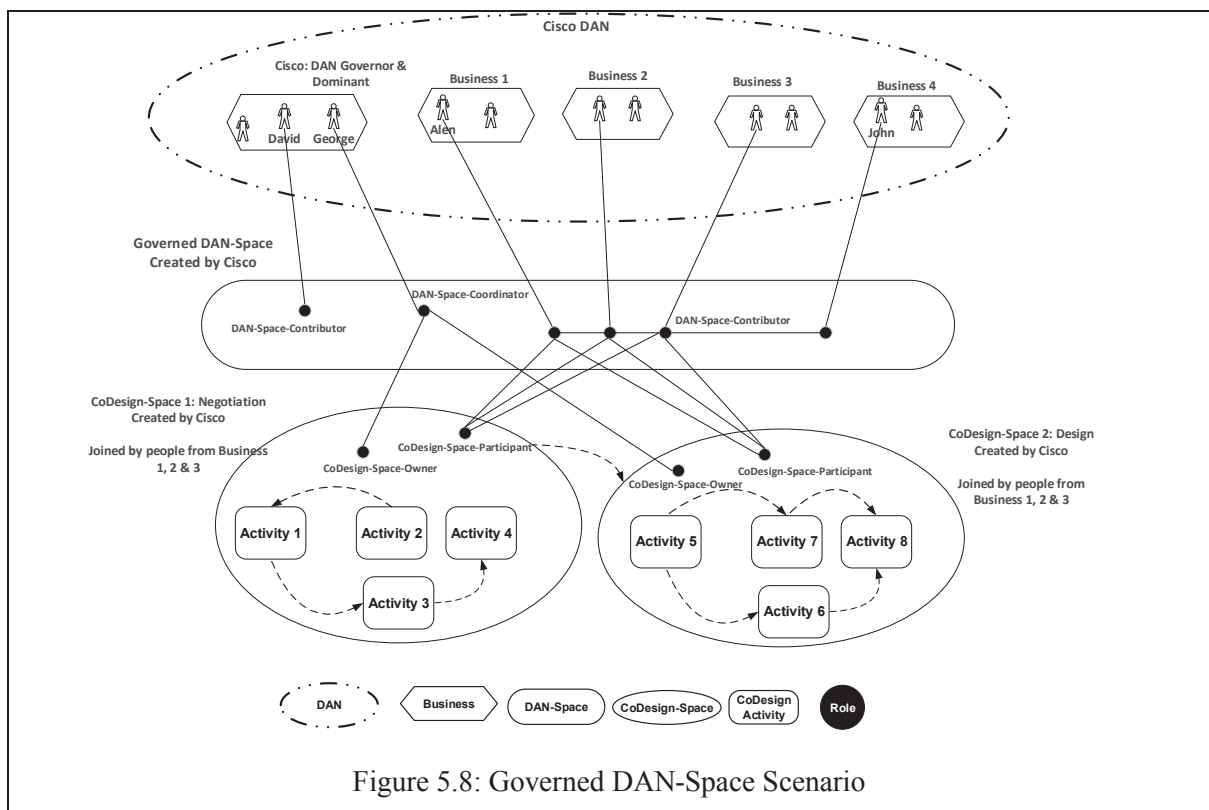 Cisco DAN
Cisco: DAN Governor &
Dominant
Business 1
Business 2
Business 3
Business 4
David
George
Alen
John
Governed DAN-Space
Created by Cisco
DAN-Space-Contributor
DAN-Space-Coordinator
DAN-Space-Contributor
CoDesign-Space 1: Negotiation
Created by Cisco
Joined by people from Business
1, 2 & 3
CoDesign-Space-Participant
CoDesign-Space-Owner
Activity 1
Activity 2
Activity 4
Activity 3
CoDesign-Space 2: Design
Created by Cisco
Joined by people from
Business 1, 2 & 3
CoDesign-Space-Participant
CoDesign-Space-Owner
Activity 5
Activity 7
Activity 8
Activity 6
DAN
Business
DAN-Space
CoDesign-Space
CoDesign
Activity
Role
Figure 5.8: Governed DAN-Space Scenario